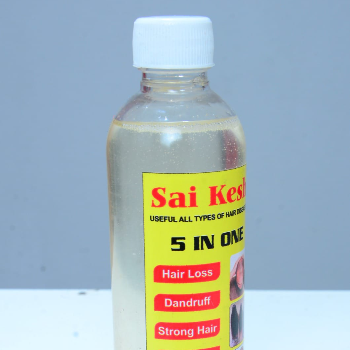 Sai Kesh
USEFUL ALL TYPES OF HAIR
5 IN ONE
Hair Loss
Dandruff
Strong Hair